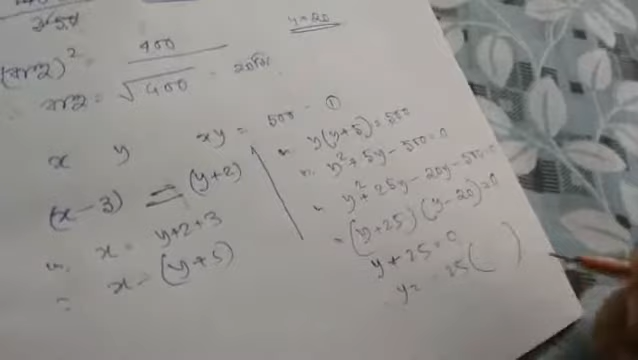 y = 20
(বাহু)² = 400
বাহু = √400 = 20মি.
x y xy = 500 - ①
(x-3) = (y+2)
x = y+2+3
x = (y+5)
y(y+5) = 500
y² + 5y - 500 = 0
y² + 25y - 20y - 500 = 0
= (y+25) (y-20) = 0
y + 25 = 0
y = -25 ( )